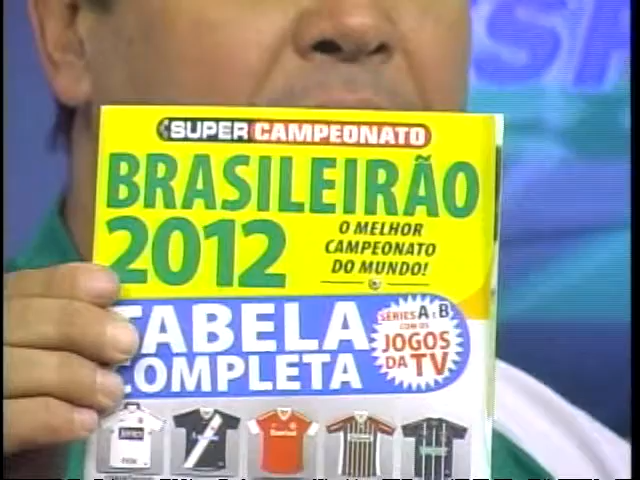 SUPER CAMPEONATO
BRASILEIRÃO
2012
O MELHOR
CAMPEONATO
DO MUNDO!
TABELA
COMPLETA
SÉRIES A E B
COM OS
JOGOS
DA TV